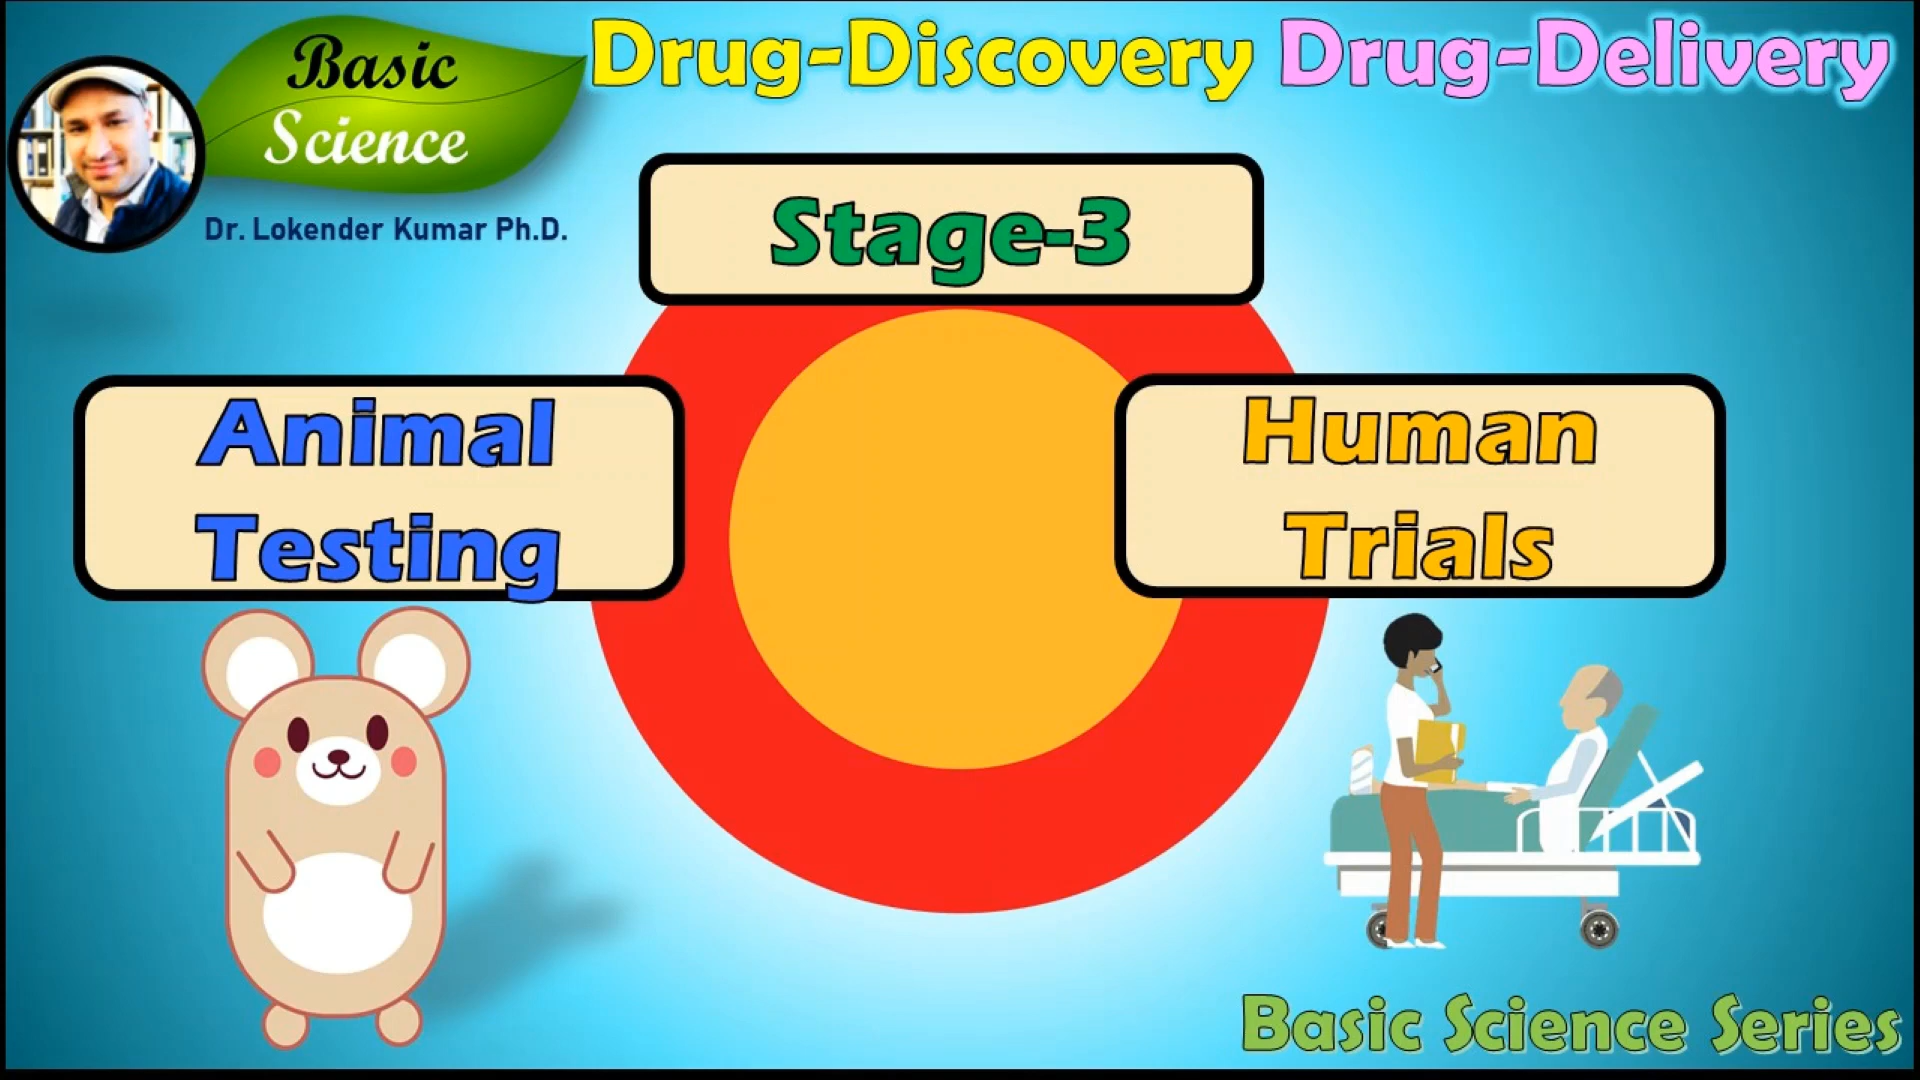 Basic
Science
Dr. Lokender Kumar Ph.D.
Drug-Discovery Drug-Delivery
Stage-3
Animal
Testing
Human
Trials
Basic Science Series